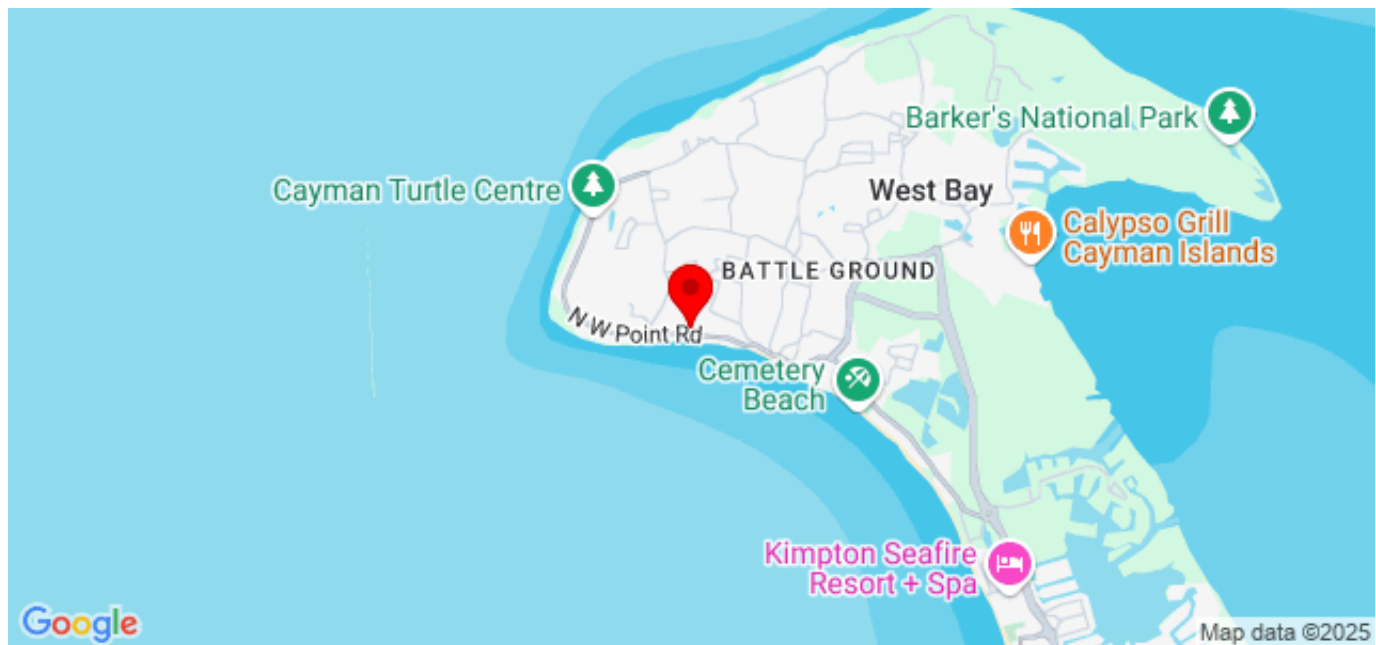 Barker's National Park
Cayman Turtle Centre
West Bay
Calypso Grill
Cayman Islands
BATTLE GROUND
N W Point Rd
Cemetery
Beach
Kimpton Seafire
Resort + Spa
Google
Map data ©2025